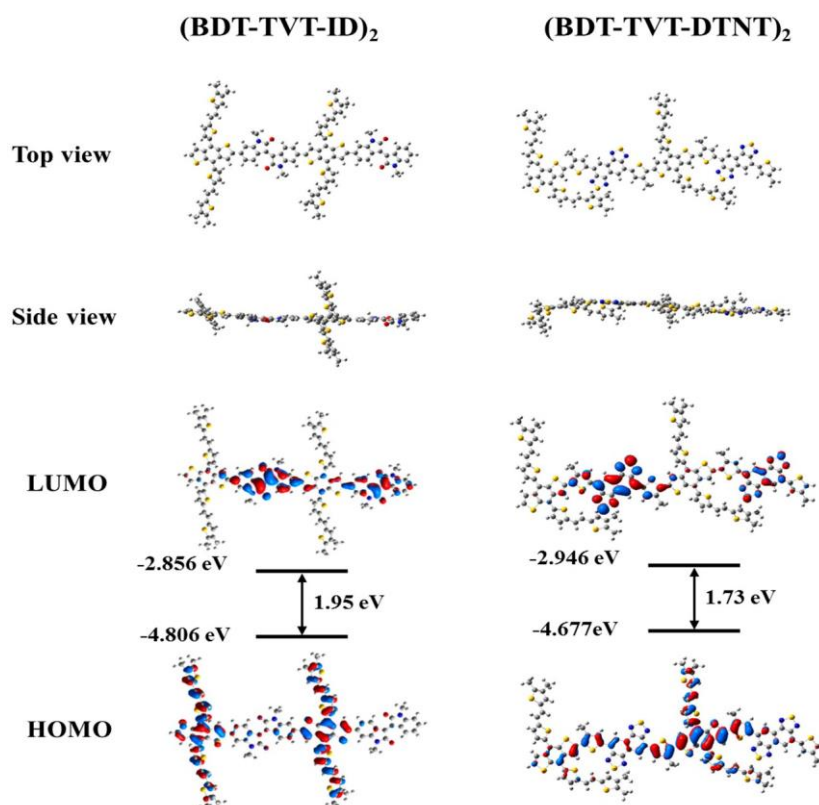 (BDT-TVT-ID)₂
(BDT-TVT-DTNT)₂
Top view
Side view
LUMO
-2.856 eV
1.95 eV
-4.806 eV
-2.946 eV
1.73 eV
-4.677eV
HOMO